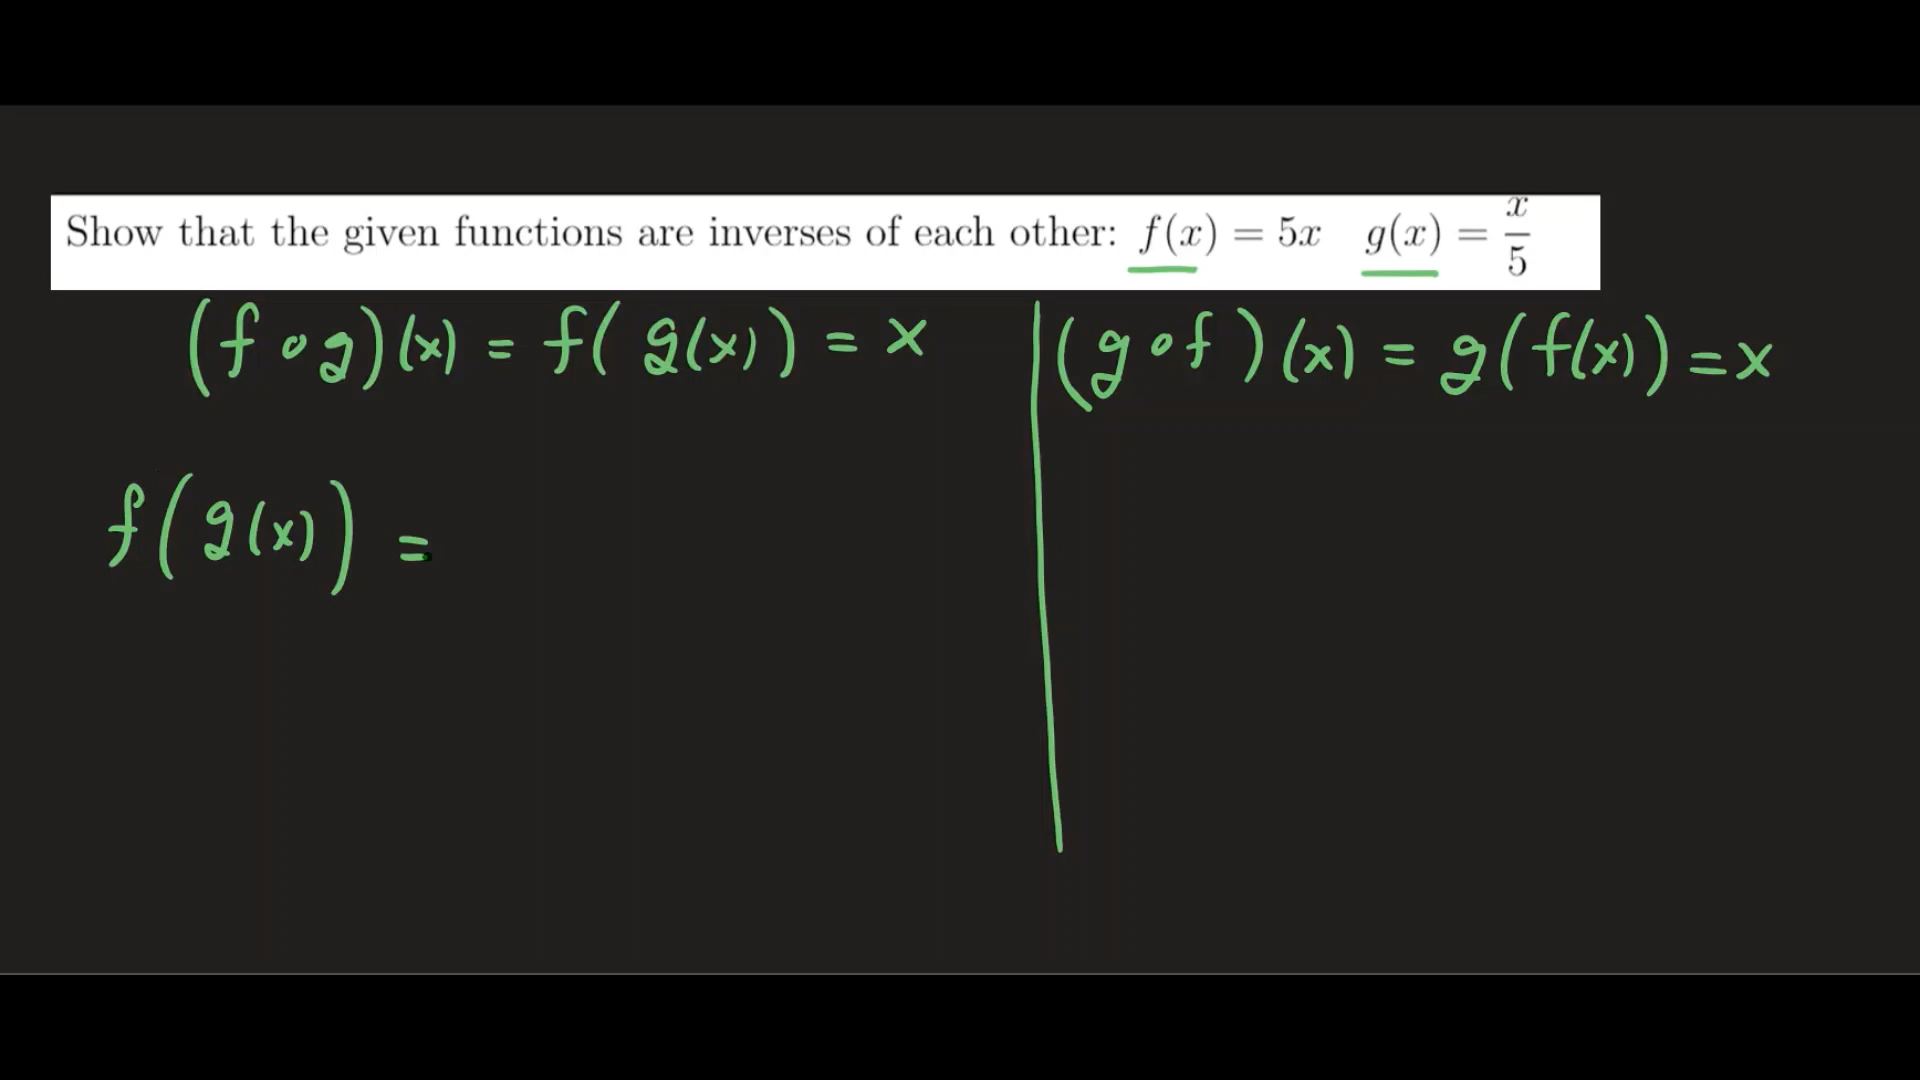 Show that the given functions are inverses of each other: f(x) = 5x g(x) = x/5
(f∘g)(x) = f(g(x)) = x
(g∘f)(x) = g(f(x)) = x
f(g(x)) =